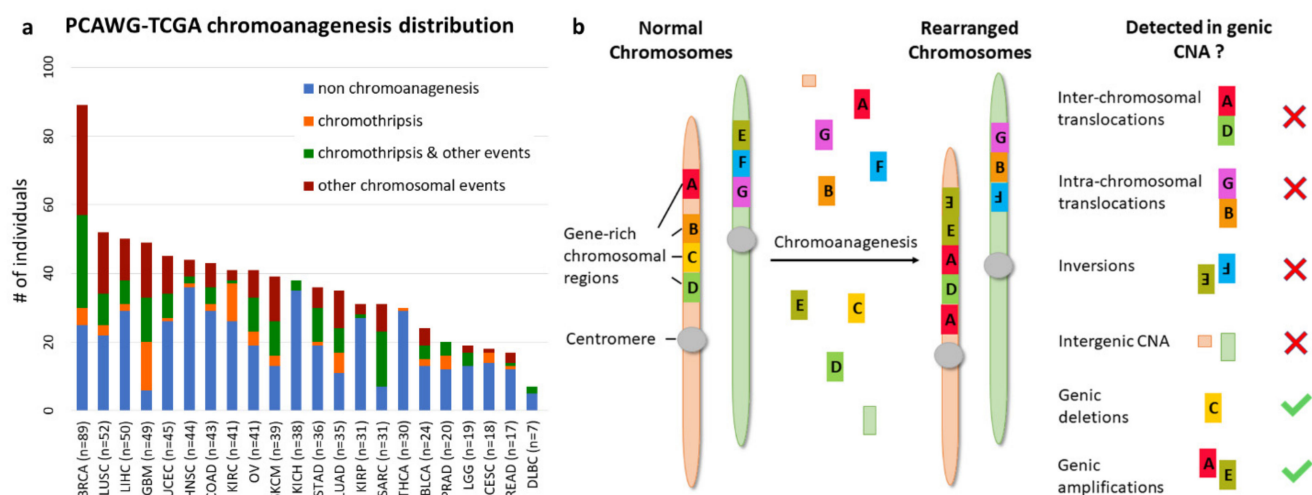 a PCAWG-TCGA chromoanagenesis distribution
100
80
60
40
20
0
# of individuals
non chromoanagenesis
chromothripsis
chromothripsis & other events
other chromosomal events
BRCA (n=89)
LUSC (n=52)
LIHC (n=50)
GBM (n=49)
UCEC (n=45)
HNSC (n=44)
COAD (n=43)
KIRC (n=41)
OV (n=41)
SKCM (n=39)
KICH (n=38)
STAD (n=36)
LUAD (n=35)
KIRP (n=31)
SARC (n=31)
THCA (n=30)
BLCA (n=24)
PRAD (n=20)
LGG (n=19)
CESC (n=18)
READ (n=17)
DLBC (n=7)
b
Normal
Chromosomes
A
B
C
D
E
F
G
Gene-rich
chromosomal
regions
Centromere
A
G
F
B
Chromoanagenesis
E
C
D
Rearranged
Chromosomes
E
E
A
D
A
G
B
F
Detected in genic
CNA ?
Inter-chromosomal
translocations
A
D
Intra-chromosomal
translocations
G
B
Inversions
E
F
Intergenic CNA
Genic
deletions
C
Genic
amplifications
A
E